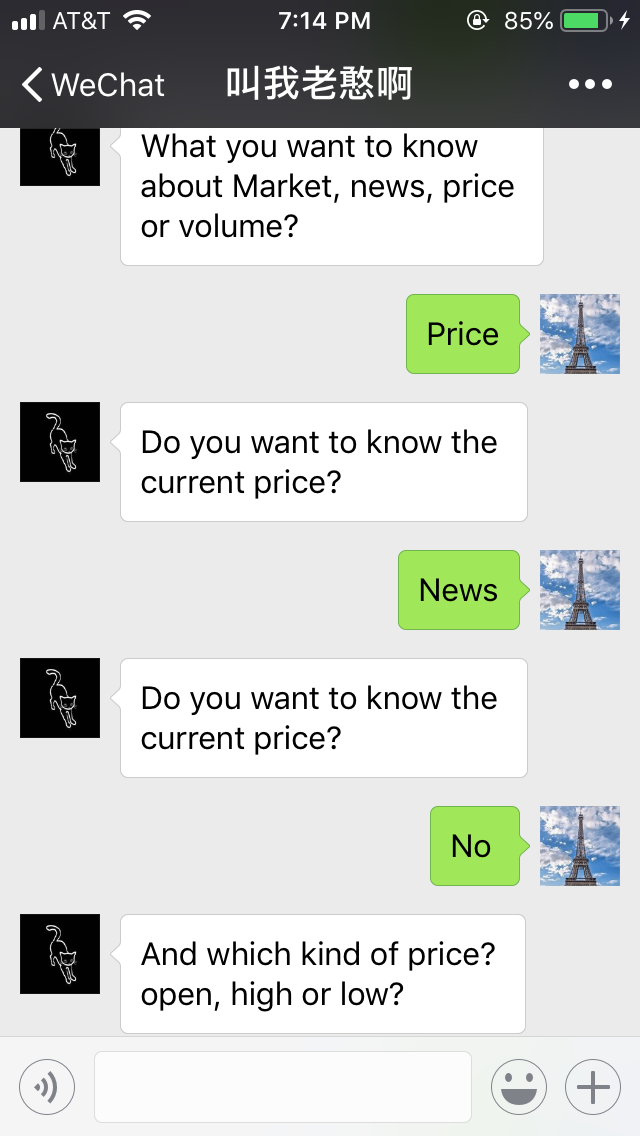 AT&T 7:14 PM 85%
WeChat 叫我老憨啊
What you want to know
about Market, news, price
or volume?
Price
Do you want to know the
current price?
News
Do you want to know the
current price?
No
And which kind of price?
open, high or low?